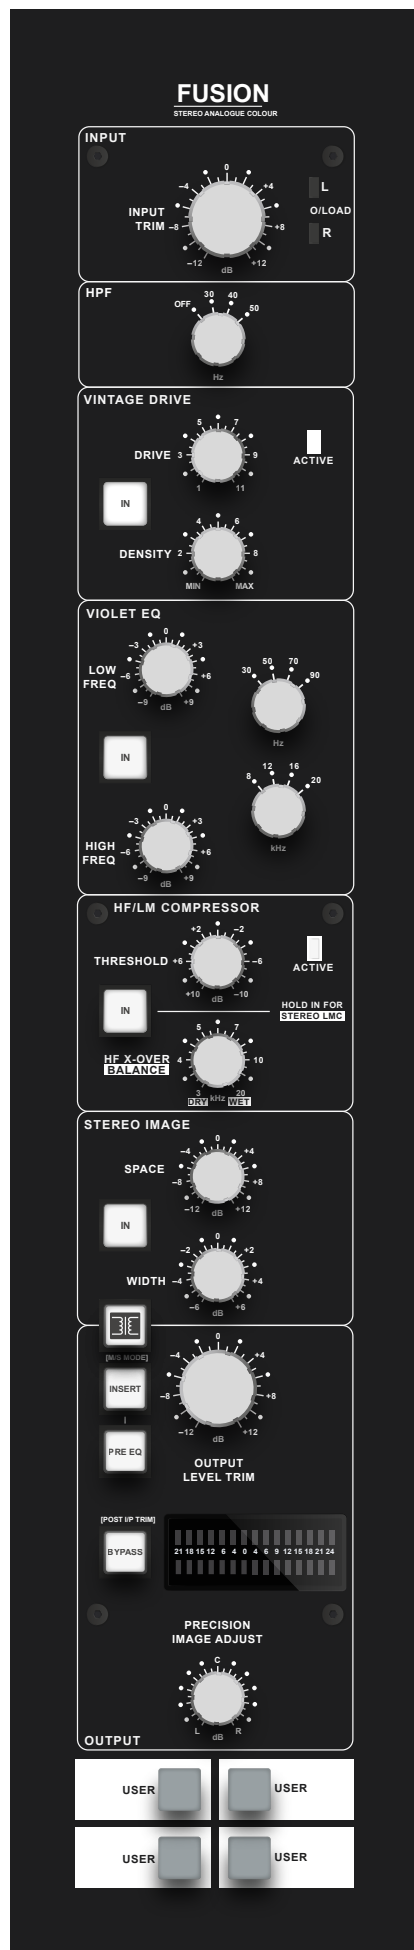 FUSION
STEREO ANALOGUE COLOUR
INPUT
0
–4 +4
INPUT TRIM
–8 +8
–12 +12
dB
L
O/LOAD
R
HPF
OFF 30 40 50
Hz
VINTAGE DRIVE
5 7
DRIVE 3 9
1 11
ACTIVE
IN
4 6
DENSITY 2 8
MIN MAX
VIOLET EQ
0
–3 +3
LOW FREQ
–6 +6
–9 +9
dB
30 50 70 90
Hz
IN
8 12 16 20
kHz
0
–3 +3
HIGH FREQ
–6 +6
–9 +9
dB
HF/LM COMPRESSOR
+2 –2
THRESHOLD +6 –6
+10 –10
dB
ACTIVE
IN
HOLD IN FOR
STEREO LMC
5 7
HF X-OVER 4 10
BALANCE
3 kHz 20
DRY WET
STEREO IMAGE
0
–4 +4
SPACE
–8 +8
–12 +12
dB
IN
0
–2 +2
WIDTH –4 +4
–6 +6
dB
[M/S MODE]
INSERT
I
PRE EQ
0
–4 +4
–8 +8
–12 +12
dB
OUTPUT
LEVEL TRIM
[POST I/P TRIM]
BYPASS
21 18 15 12 6 4 0 4 6 9 12 15 18 21 24
PRECISION
IMAGE ADJUST
C
L R
dB
OUTPUT
USER USER
USER USER